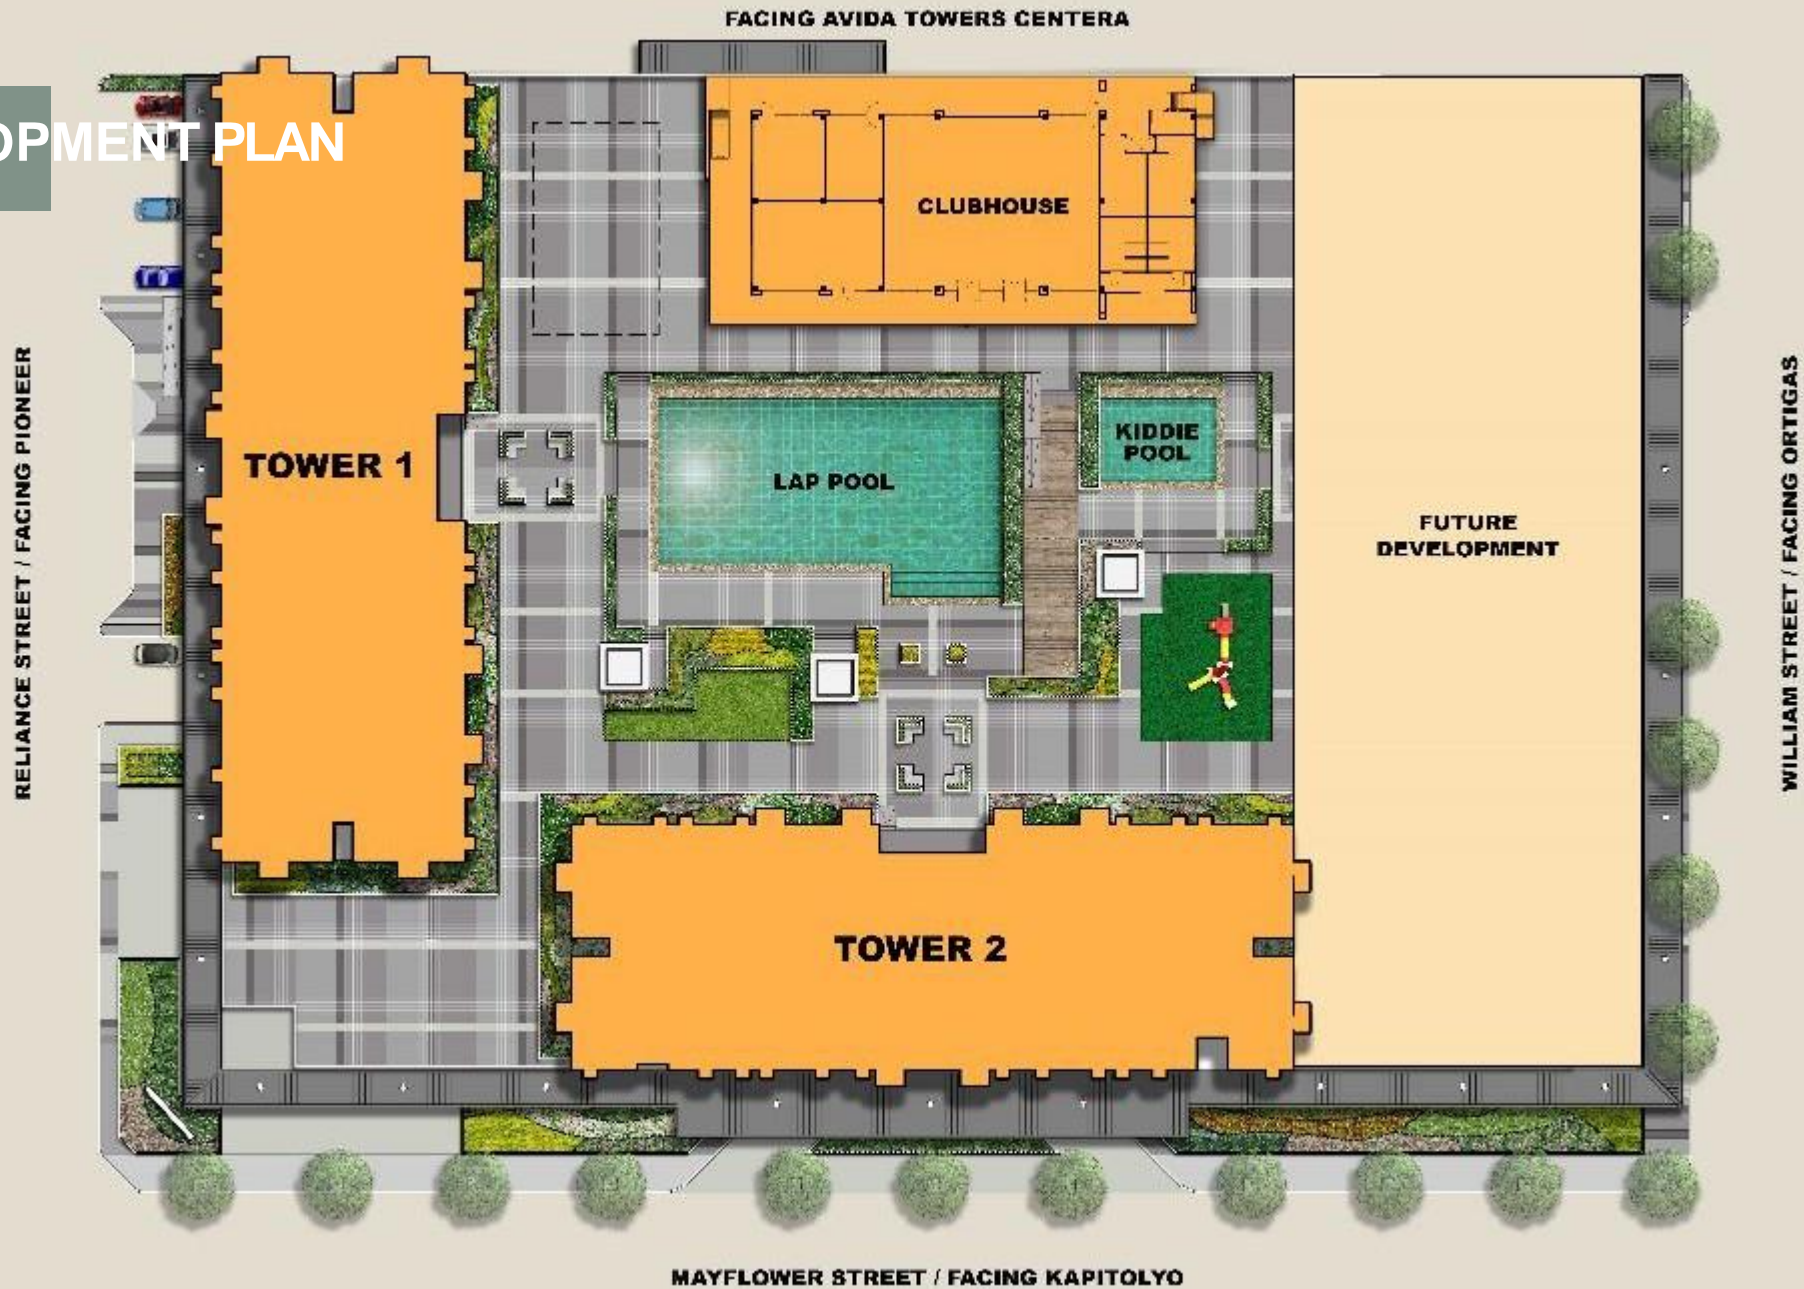 FACING AVIDA TOWERS CENTERA
OPMENT PLAN
CLUBHOUSE
RELIANCE STREET / FACING PIONEER
TOWER 1
LAP POOL
KIDDIE
POOL
FUTURE
DEVELOPMENT
WILLIAM STREET / FACING ORTIGAS
TOWER 2
MAYFLOWER STREET / FACING KAPITOLYO